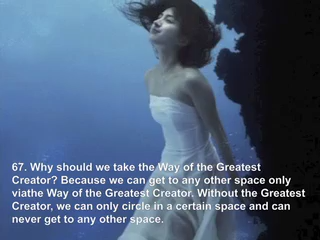 67. Why should we take the Way of the Greatest
Creator? Because we can get to any other space only
viathe Way of the Greatest Creator. Without the Greatest
Creator, we can only circle in a certain space and can
never get to any other space.